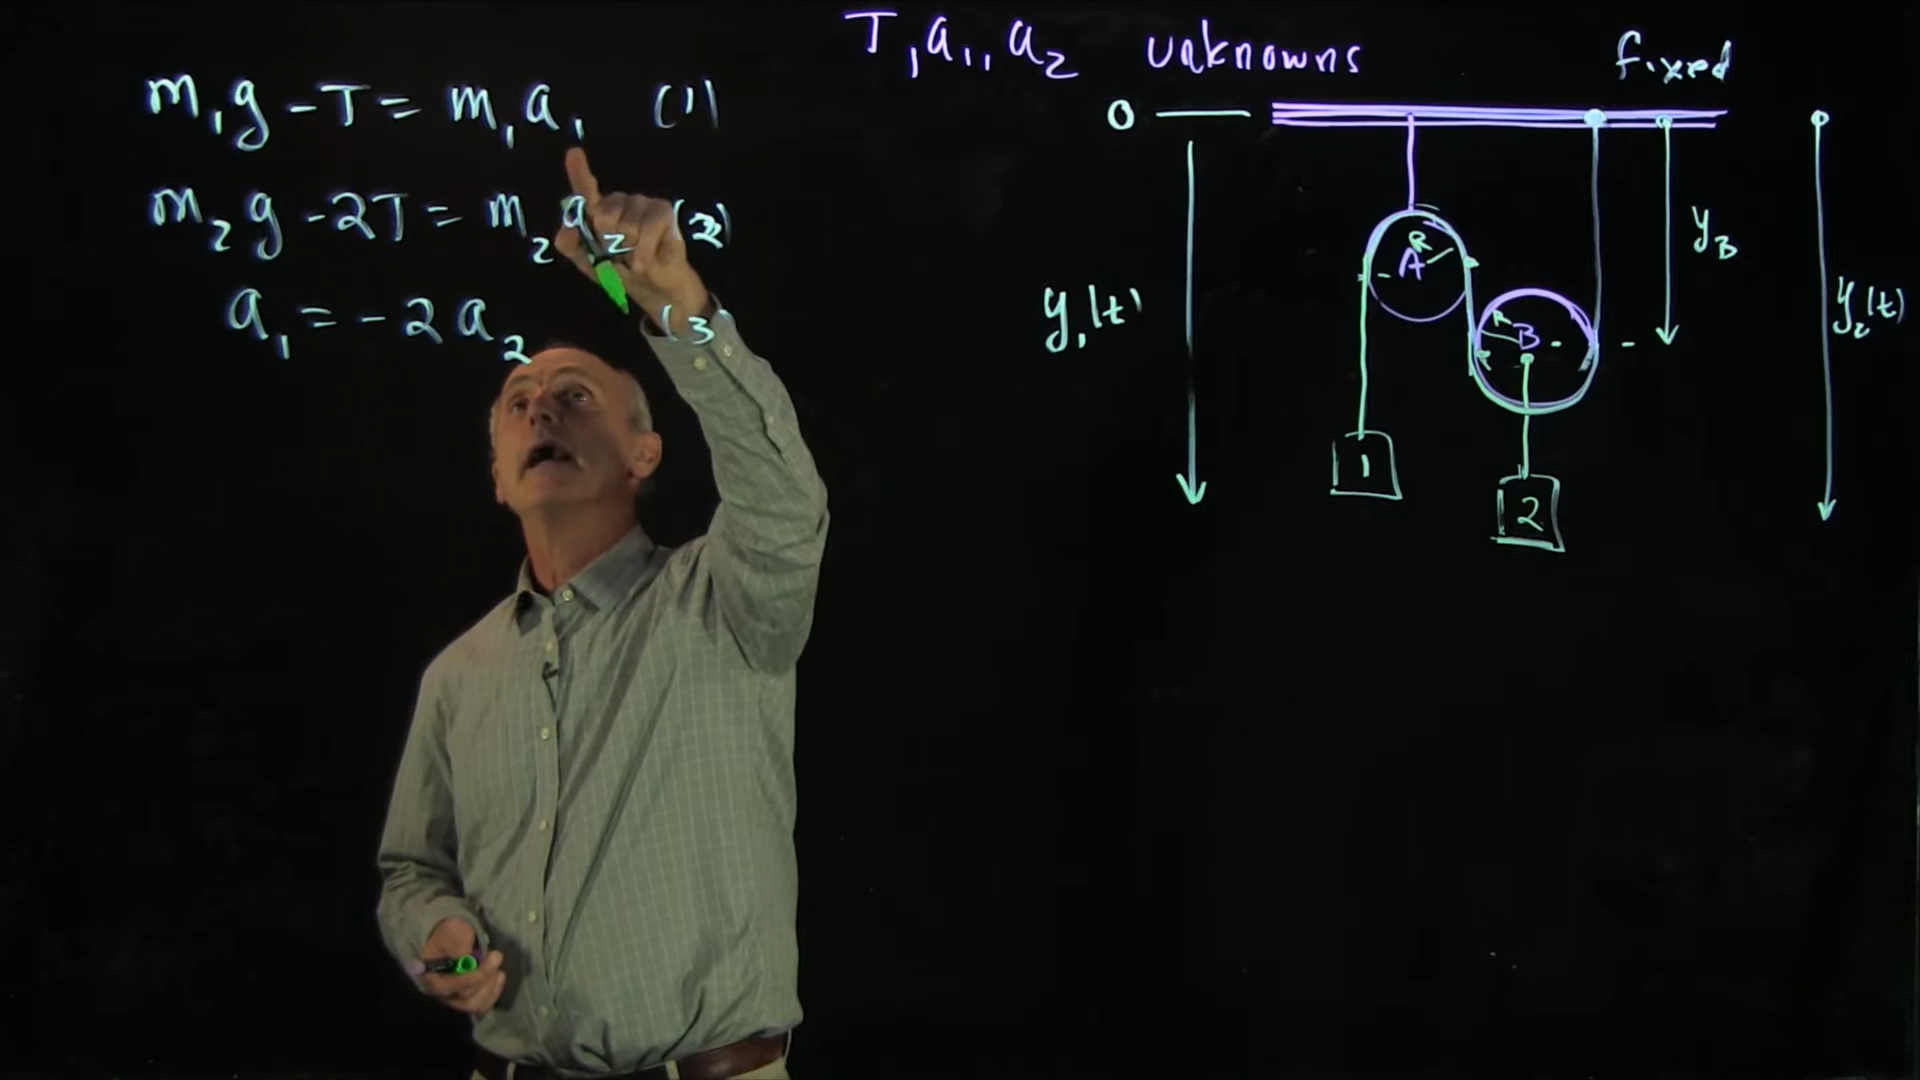 T, a₁, a₂ unknowns
fixed
m₁g - T = m₁a₁ (1)
m₂g - 2T = m₂a₂ (2)
a₁ = -2a₂ (3)
0
y₁(t)
R
A
R
B
y_B
y₂(t)
1
2